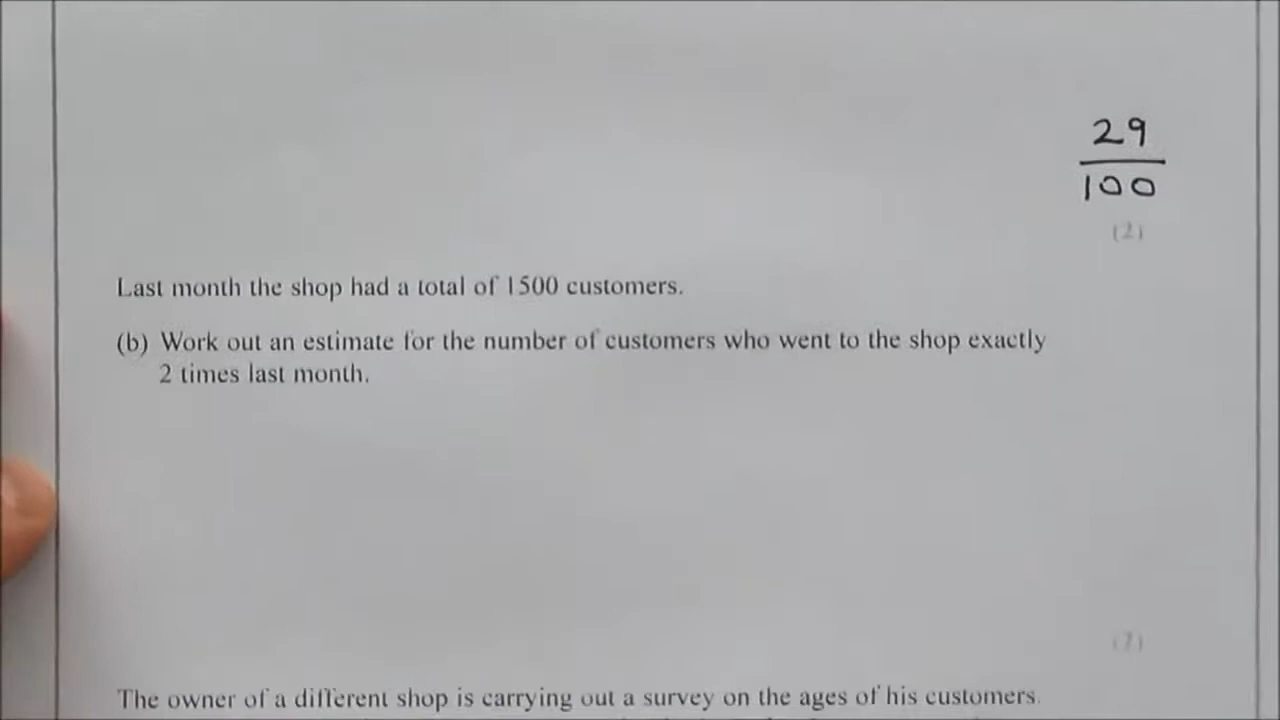 29
100
(2)
Last month the shop had a total of 1500 customers.
(b) Work out an estimate for the number of customers who went to the shop exactly
2 times last month.
(2)
The owner of a different shop is carrying out a survey on the ages of his customers.